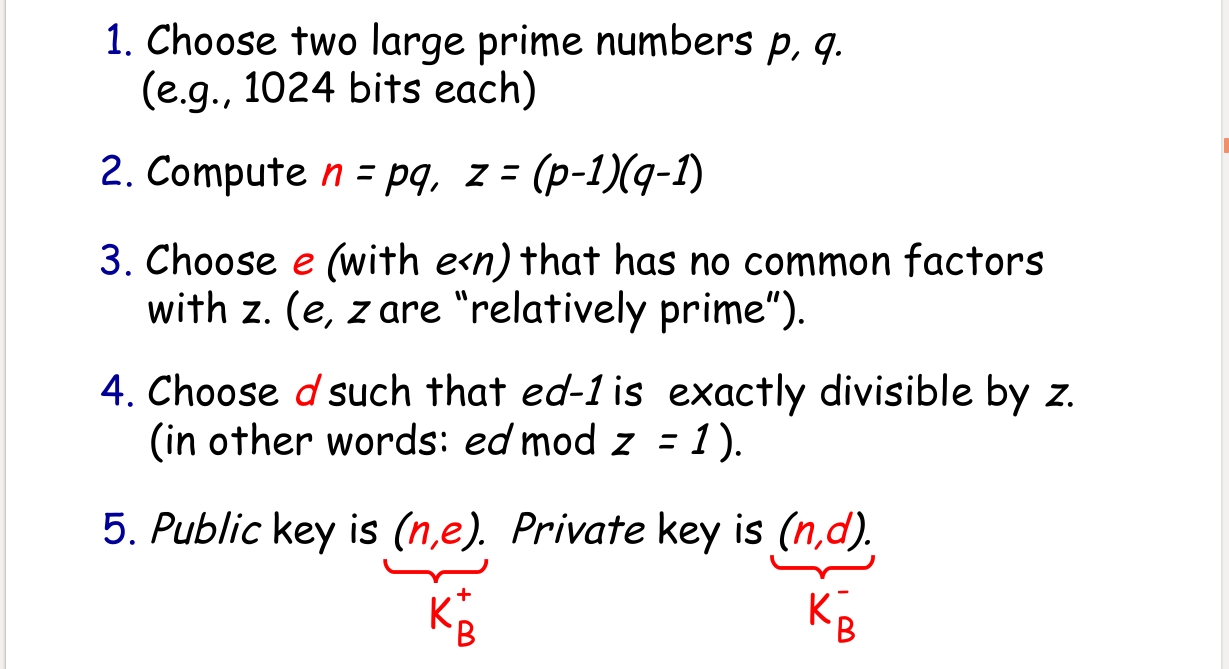 1. Choose two large prime numbers p, q.
(e.g., 1024 bits each)
2. Compute n = pq, z = (p-1)(q-1)
3. Choose e (with e<n) that has no common factors
with z. (e, z are “relatively prime”).
4. Choose d such that ed-1 is exactly divisible by z.
(in other words: ed mod z = 1 ).
5. Public key is (n,e). Private key is (n,d).
K_B^+ K_B^-